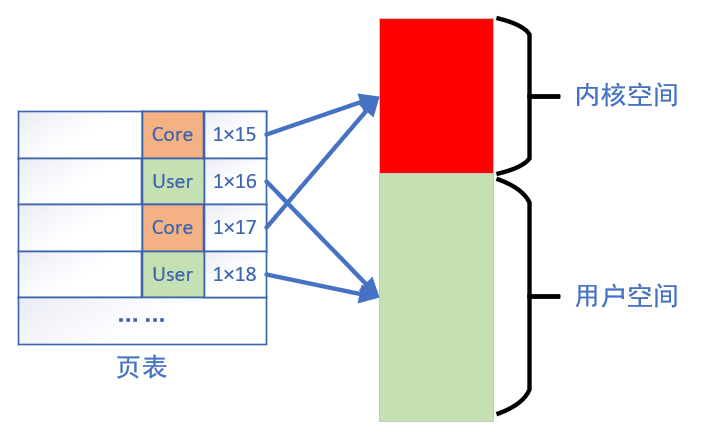 Core 1×15
User 1×16
Core 1×17
User 1×18
... ...
页表
内核空间
用户空间